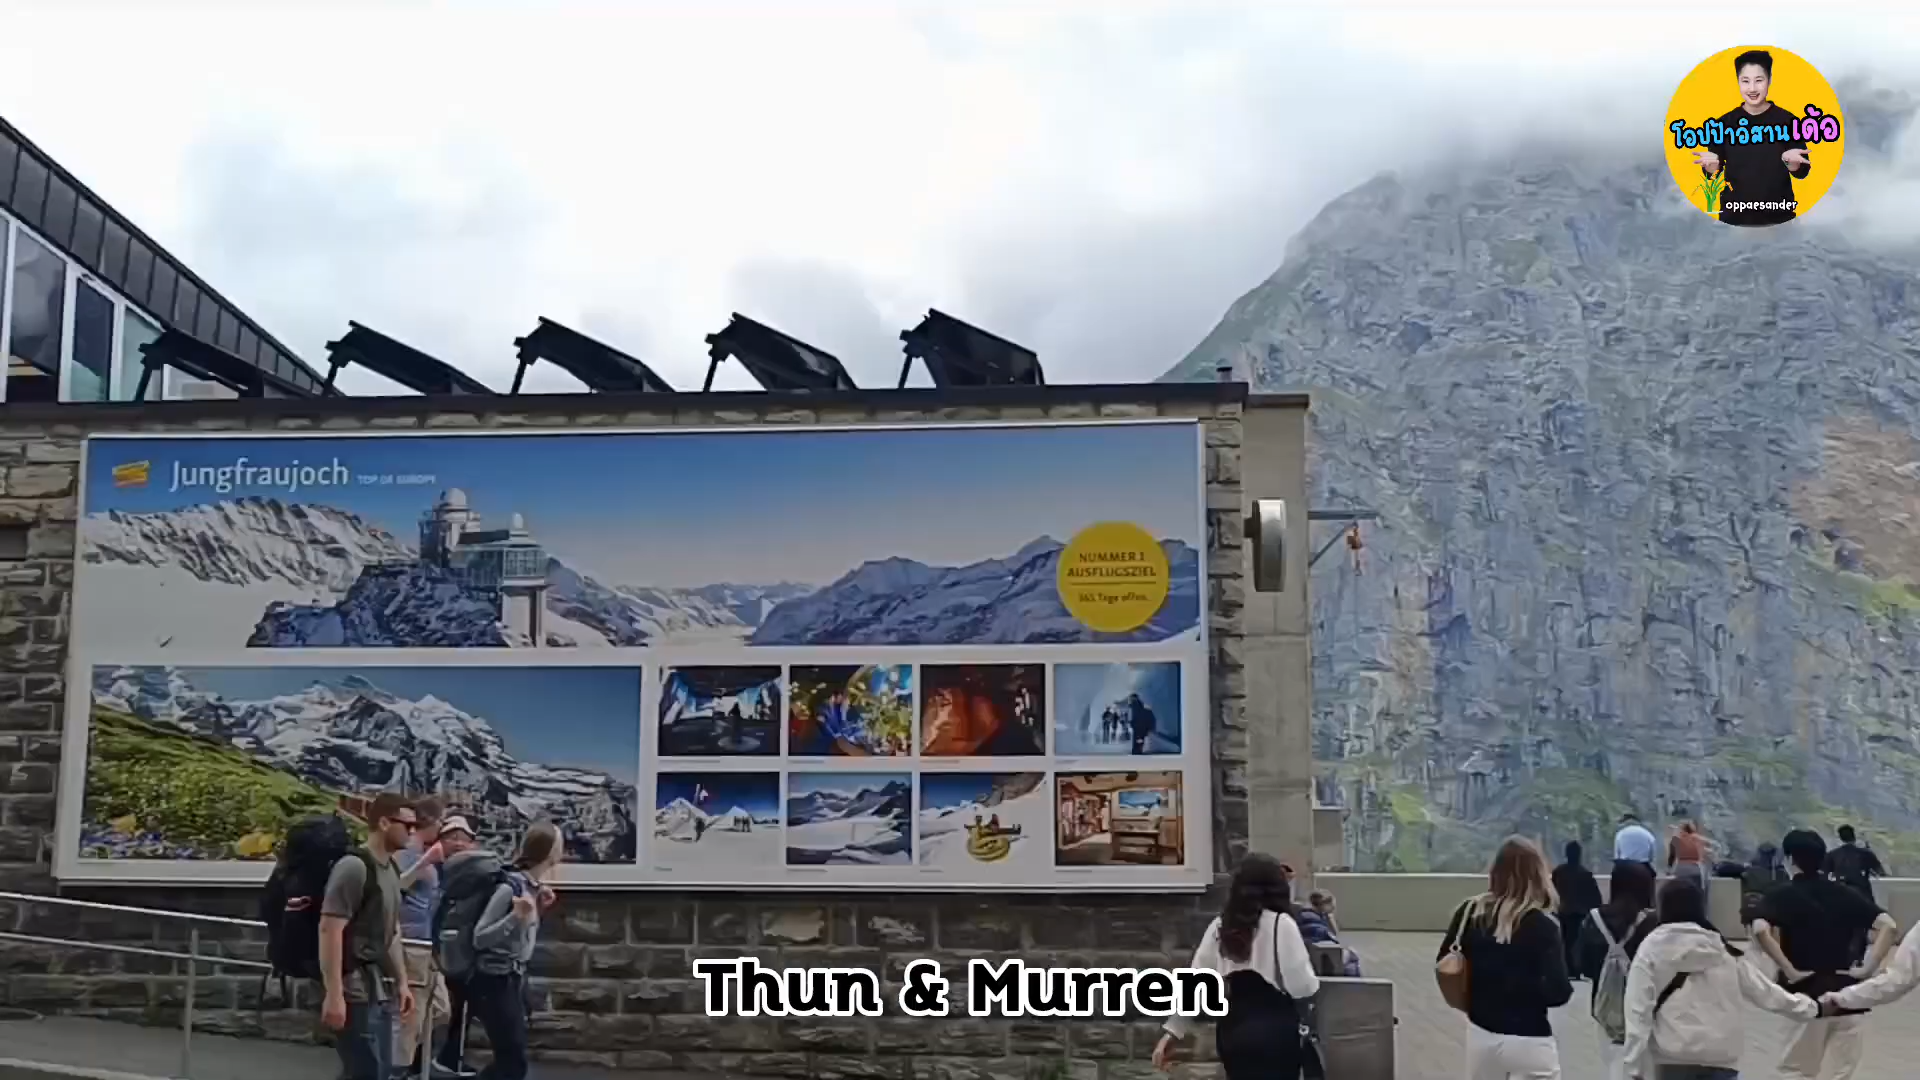 โอปป้าอีสานเด้อ
oppaesander
Jungfraujoch TOP OF EUROPE
NUMMER 1
AUSFLUGSZIEL
365 Tage offen.
Thun & Murren